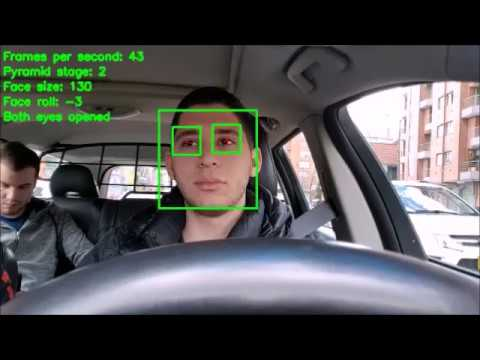 Frames per second: 43
Pyramid stage: 2
Face size: 130
Face roll: -3
Both eyes opened